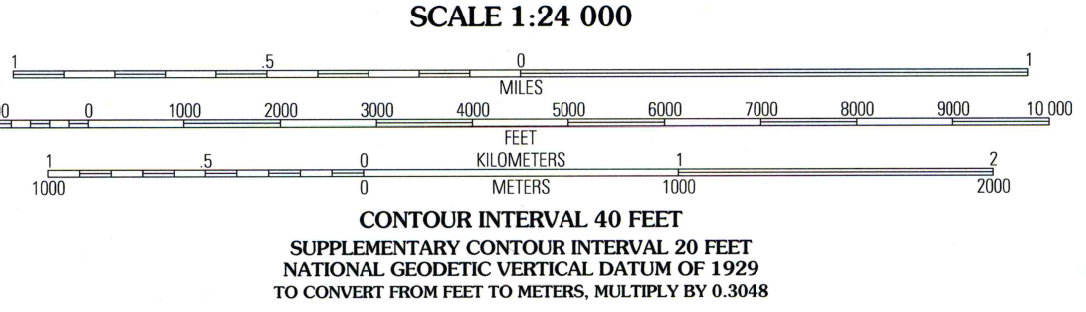 SCALE 1:24 000
1 .5 0 1
MILES
0 1000 2000 3000 4000 5000 6000 7000 8000 9000 10 000
FEET
1 .5 0 KILOMETERS 1 2
1000 0 METERS 1000 2000
CONTOUR INTERVAL 40 FEET
SUPPLEMENTARY CONTOUR INTERVAL 20 FEET
NATIONAL GEODETIC VERTICAL DATUM OF 1929
TO CONVERT FROM FEET TO METERS, MULTIPLY BY 0.3048